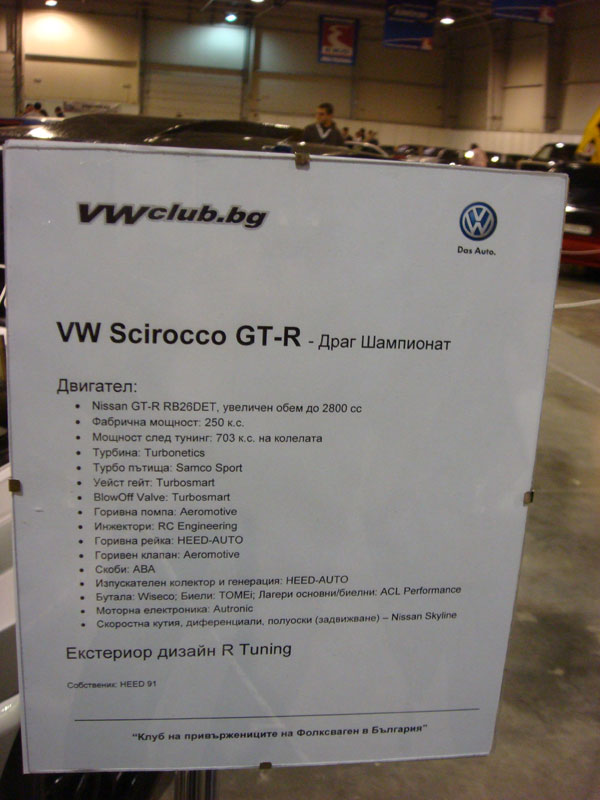 VWclub.bg
Das Auto.
VW Scirocco GT-R - Драг Шампионат
Двигател:
• Nissan GT-R RB26DET, увеличен обем до 2800 cc
• Фабрична мощност: 250 к.с.
• Мощност след тунинг: 703 к.с. на колелата
• Турбина: Turbonetics
• Турбо пътища: Samco Sport
• Уейст гейт: Turbosmart
• BlowOff Valve: Turbosmart
• Горивна помпа: Aeromotive
• Инжектори: RC Engineering
• Горивна рейка: HEED-AUTO
• Горивен клапан: Aeromotive
• Скоби: ABA
• Изпускателен колектор и генерация: HEED-AUTO
• Бутала: Wiseco; Биели: TOMEi; Лагери основни/биелни: ACL Performance
• Моторна електроника: Autronic
• Скоростна кутия, диференциали, полуоски (задвижване) – Nissan Skyline
Екстериор дизайн R Tuning
Собственик: HEED 91
“Клуб на привържениците на Фолксваген в България”